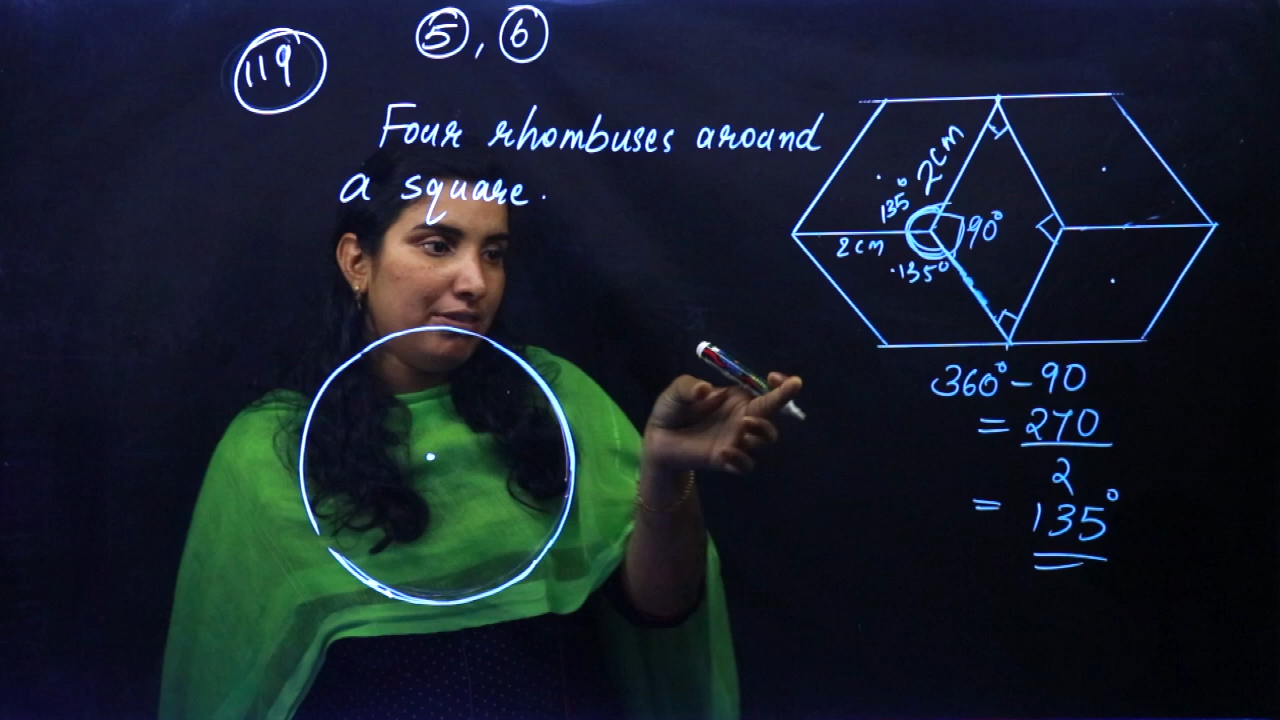 119
5, 6
Four rhombuses around
a square.
2cm
135°
90°
2cm
135°
360° - 90
= 270
2
= 135°